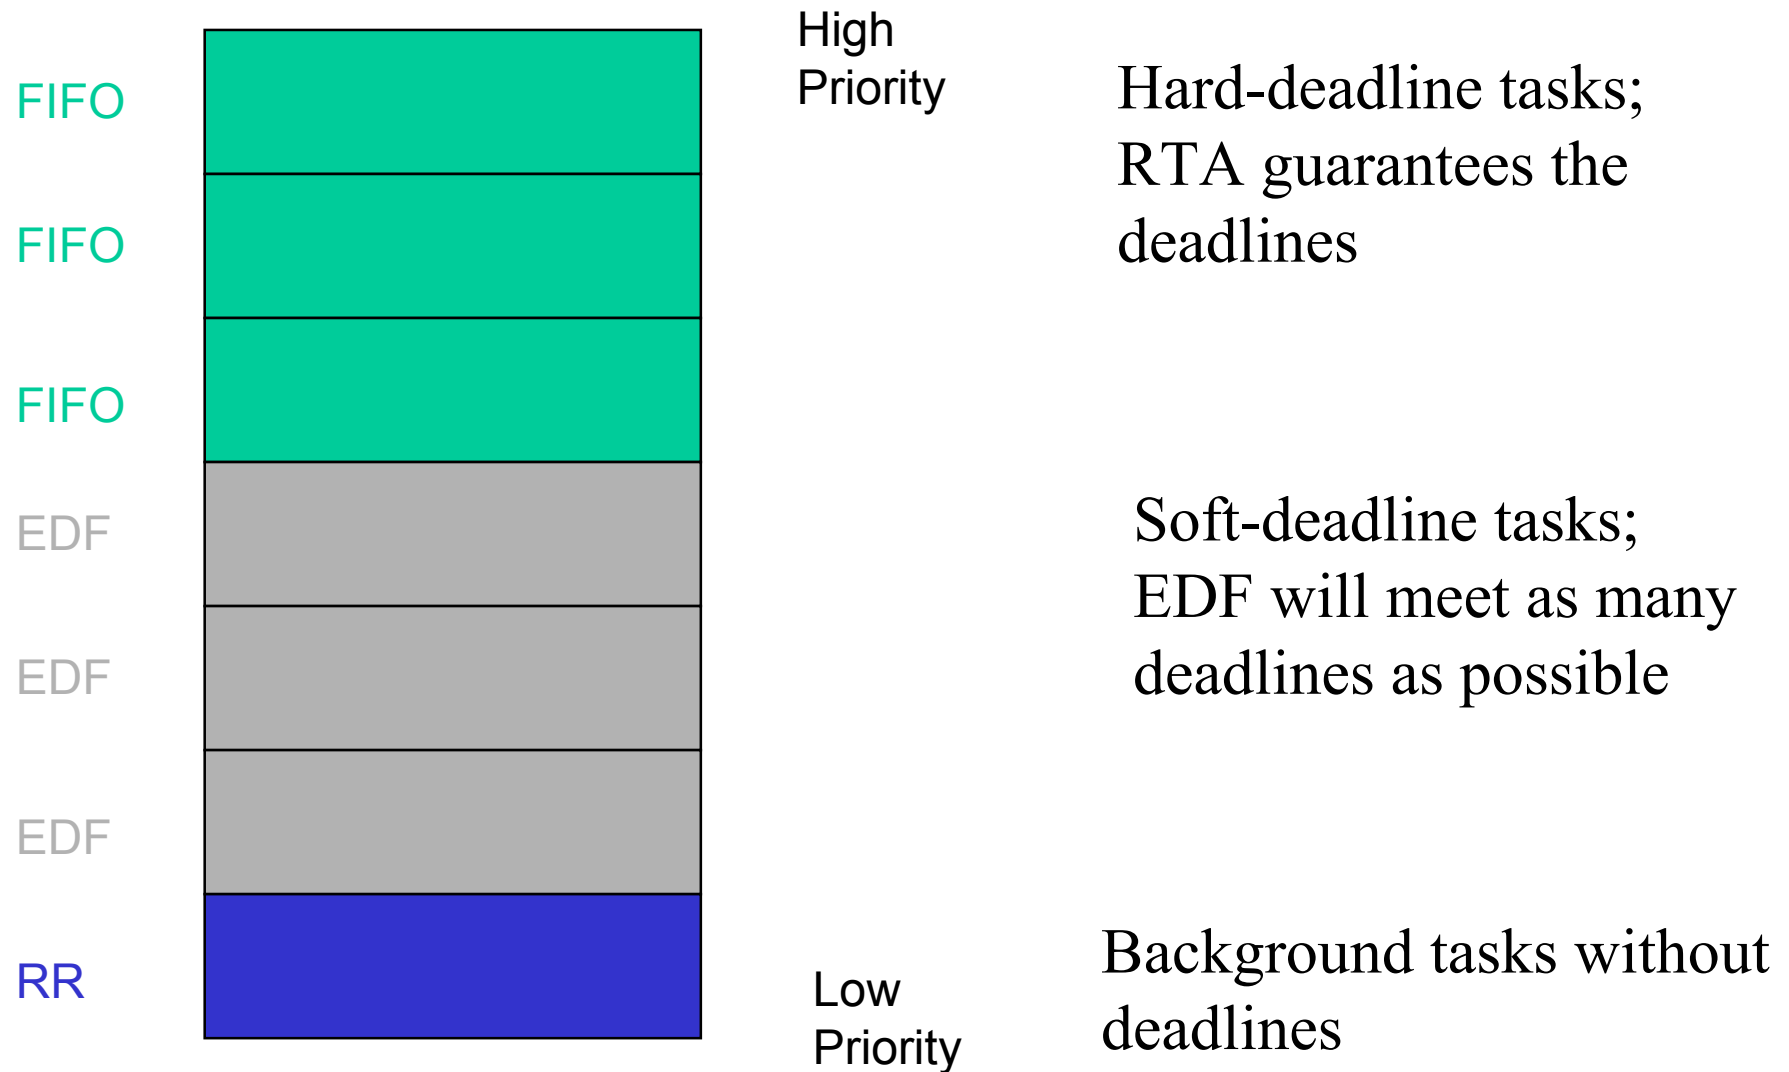 High
Priority
FIFO
Hard-deadline tasks;
RTA guarantees the
deadlines
FIFO
FIFO
EDF
Soft-deadline tasks;
EDF will meet as many
deadlines as possible
EDF
EDF
RR
Low
Priority
Background tasks without
deadlines